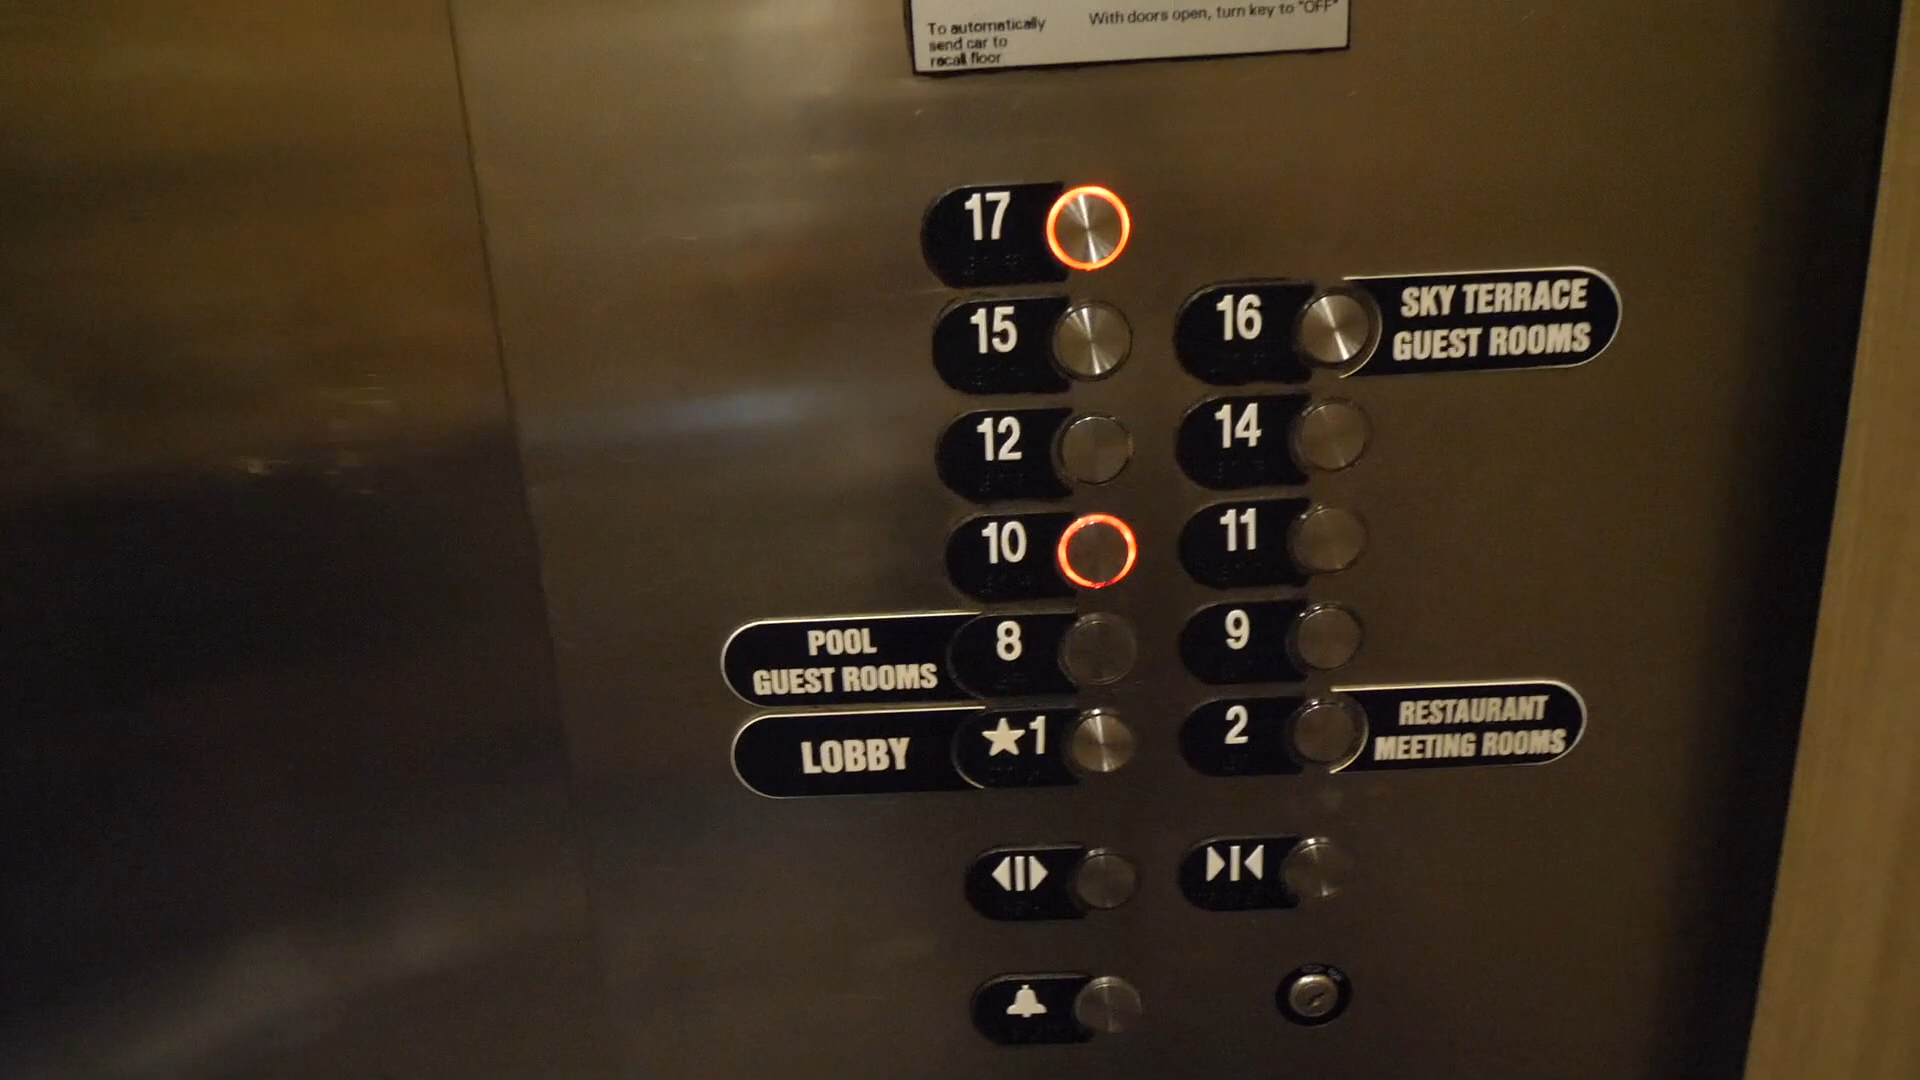 To automatically
send car to
recall floor
With doors open, turn key to "OFF"
17
15
16
SKY TERRACE
GUEST ROOMS
12
14
10
11
POOL
GUEST ROOMS
8
9
LOBBY
★1
2
RESTAURANT
MEETING ROOMS